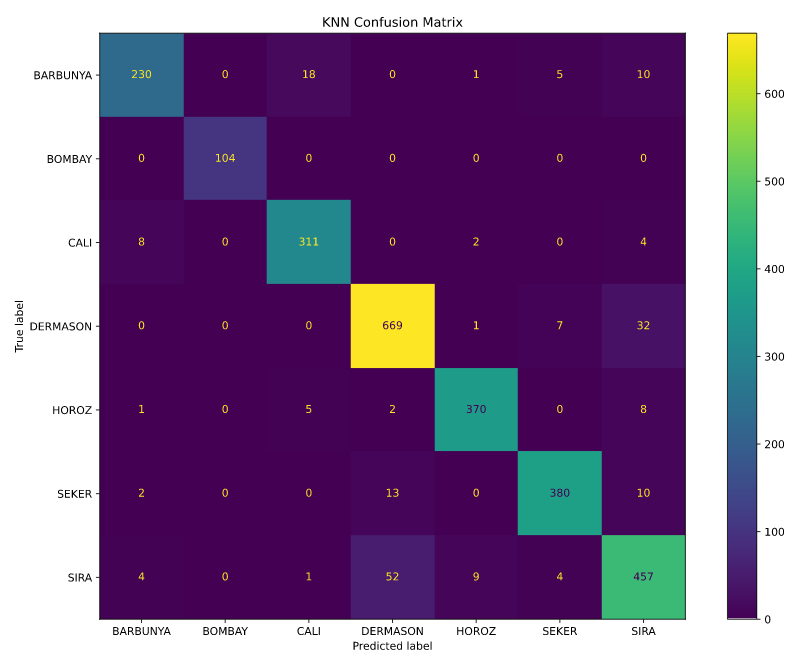 KNN Confusion Matrix
BARBUNYA 230 0 18 0 1 5 10
BOMBAY 0 104 0 0 0 0 0
CALI 8 0 311 0 2 0 4
DERMASON 0 0 0 669 1 7 32
HOROZ 1 0 5 2 370 0 8
SEKER 2 0 0 13 0 380 10
SIRA 4 0 1 52 9 4 457
BARBUNYA BOMBAY CALI DERMASON HOROZ SEKER SIRA
Predicted label
True label
600
500
400
300
200
100
0